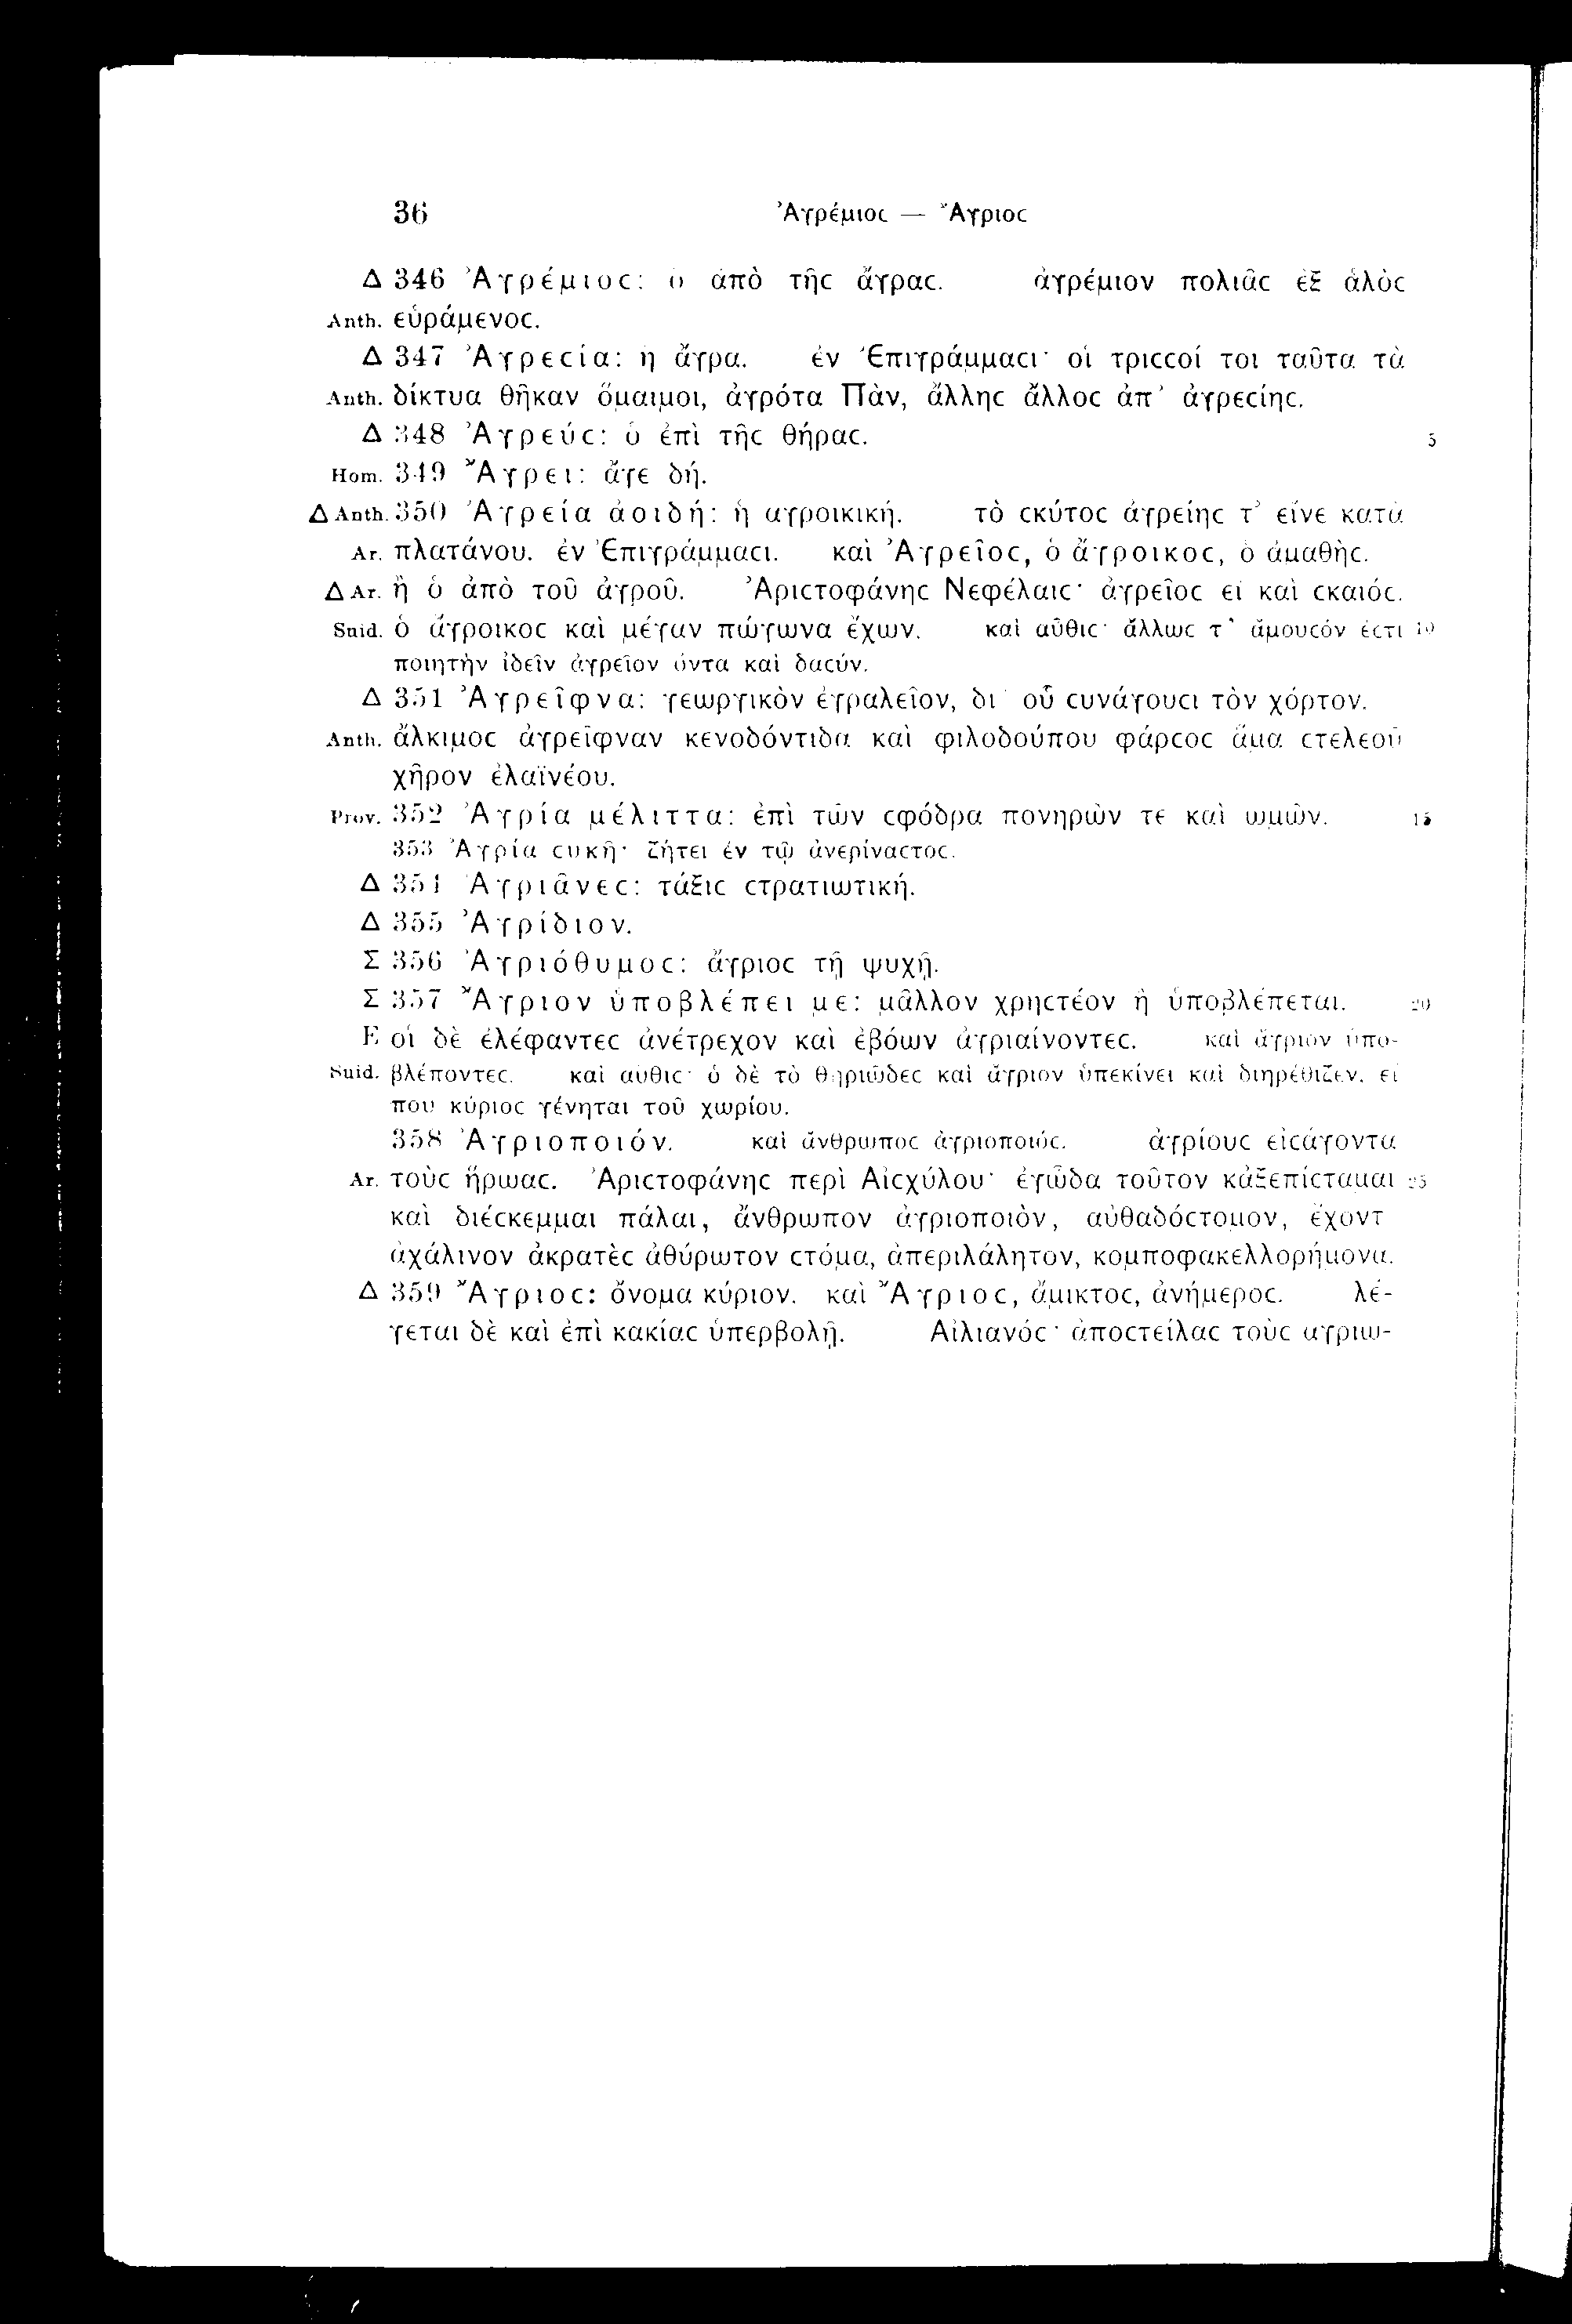 36 Ἀγρέμιος — Ἄγριος
Δ 346 Ἀγρέμιοϲ: ὁ ἀπὸ τῆϲ ἄγραϲ. ἀγρέμιον πολιᾶϲ ἐξ ἁλὸϲ
Anth. εὑράμενοϲ.
Δ 347 Ἀγρεϲία: ἡ ἄγρα. ἐν Ἐπιγράμμαϲι· οἱ τριϲϲοί τοι ταῦτα τὰ
Anth. δίκτυα θῆκαν ὅμαιμοι, ἀγρότα Πάν, ἄλληϲ ἄλλοϲ ἀπ’ ἀγρεϲίηϲ.
Δ 348 Ἀγρεύϲ: ὁ ἐπὶ τῆϲ θήραϲ. 5
Hom. 349 Ἄγρει: ἄγε δή.
Δ Anth. 350 Ἀγρεία ἀοιδή: ἡ ἀγροικική. τὸ ϲκύτοϲ ἀγρείηϲ τ’ εἶνε κατὰ
Ar. πλατάνου. ἐν Ἐπιγράμμαϲι. καὶ Ἀγρεῖοϲ, ὁ ἄγροικοϲ, ὁ ἀμαθήϲ.
Δ Ar. ἢ ὁ ἀπὸ τοῦ ἀγροῦ. Ἀριϲτοφάνηϲ Νεφέλαιϲ· ἀγρεῖοϲ εἶ καὶ ϲκαιόϲ.
Suid. ὁ ἄγροικοϲ καὶ μέγαν πώγωνα ἔχων. καὶ αὖθιϲ· ἄλλωϲ τ’ ἄμουϲόν ἐϲτι 10
ποιητὴν ἰδεῖν ἀγρεῖον ὄντα καὶ δαϲύν.
Δ 351 Ἀγρεῖφνα: γεωργικὸν ἐργαλεῖον, δι’ οὗ ϲυνάγουϲι τὸν χόρτον.
Anth. ἄλκιμοϲ ἀγρεῖφναν κενοδόντιδα καὶ φιλοδούπου φάρϲοϲ ἅμα ϲτελεοῦ
χῆρον ἐλαϊνέου.
Prov. 352 Ἀγρία μέλιττα: ἐπὶ τῶν ϲφόδρα πονηρῶν τε καὶ ὠμῶν. 15
353 Ἀγρία ϲυκῆ· ζήτει ἐν τῷ ἀνερίναϲτοϲ.
Δ 354 Ἀγριᾶνεϲ: τάξιϲ ϲτρατιωτική.
Δ 355 Ἀγρίδιον.
Σ 356 Ἀγριόθυμοϲ: ἄγριοϲ τῇ ψυχῇ.
Σ 357 Ἄγριον ὑποβλέπει με: μᾶλλον χρηϲτέον ἢ ὑποβλέπεται. 20
E οἱ δὲ ἐλέφαντεϲ ἀνέτρεχον καὶ ἐβόων ἀγριαίνοντεϲ. καὶ ἄγριον ὑπο-
Suid. βλέποντεϲ. καὶ αὖθιϲ· ὁ δὲ τὸ θηριῶδεϲ καὶ ἄγριον ὑπεκίνει καὶ διηρέθιζεν, εἴ
που κύριοϲ γένηται τοῦ χωρίου.
358 Ἀγριοποιόν. καὶ ἄνθρωποϲ ἀγριοποιόϲ. ἀγρίουϲ εἰϲάγοντα
Ar. τοὺϲ ἥρωαϲ. Ἀριϲτοφάνηϲ περὶ Αἰϲχύλου· ἐγᾦδα τοῦτον κἀξεπίϲταμαι 25
καὶ διέϲκεμμαι πάλαι, ἄνθρωπον ἀγριοποιὸν, αὐθαδόϲτομον, ἔχοντ’
ἀχάλινον ἀκρατὲϲ ἀθύρωτον ϲτόμα, ἀπεριλάλητον, κομποφακελλορήμονα.
Δ 359 Ἄγριοϲ: ὄνομα κύριον. καὶ Ἄγριοϲ, ἄμικτοϲ, ἀνήμεροϲ. λέ-
γεται δὲ καὶ ἐπὶ κακίαϲ ὑπερβολῇ. Αἰλιανόϲ· ἀποϲτείλαϲ τοὺϲ ἀγριω-